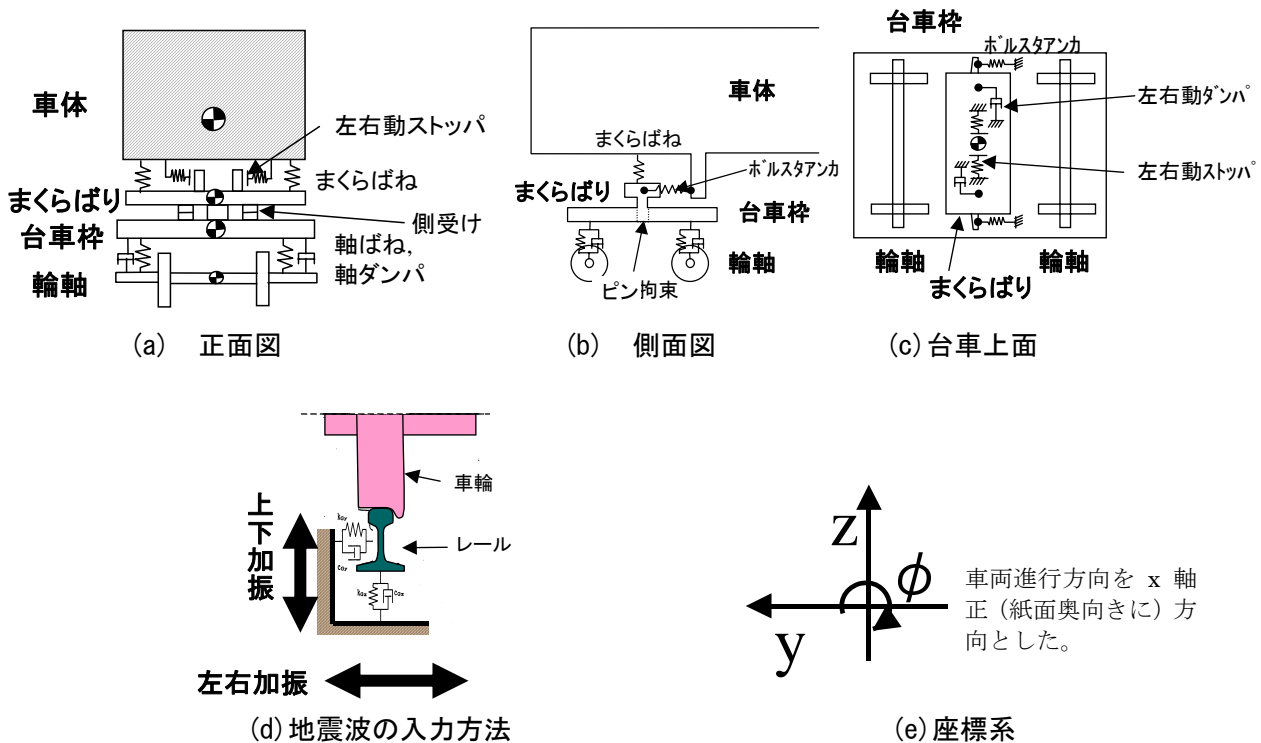 車体
左右動ストッパ
まくらばね
まくらばり
側受け
台車枠
軸ばね,
軸ダンパ
輪軸
(a) 正面図
車体
まくらばね
ボルスタアンカ
まくらばり
台車枠
輪軸
ピン拘束
(b) 側面図
台車枠
ボルスタアンカ
左右動ダンパ
左右動ストッパ
輪軸
輪軸
まくらばり
(c)台車上面
車輪
上下加振
レール
左右加振
(d)地震波の入力方法
z
ϕ
y
車両進行方向を x 軸
正（紙面奥向きに）方
向とした。
(e)座標系